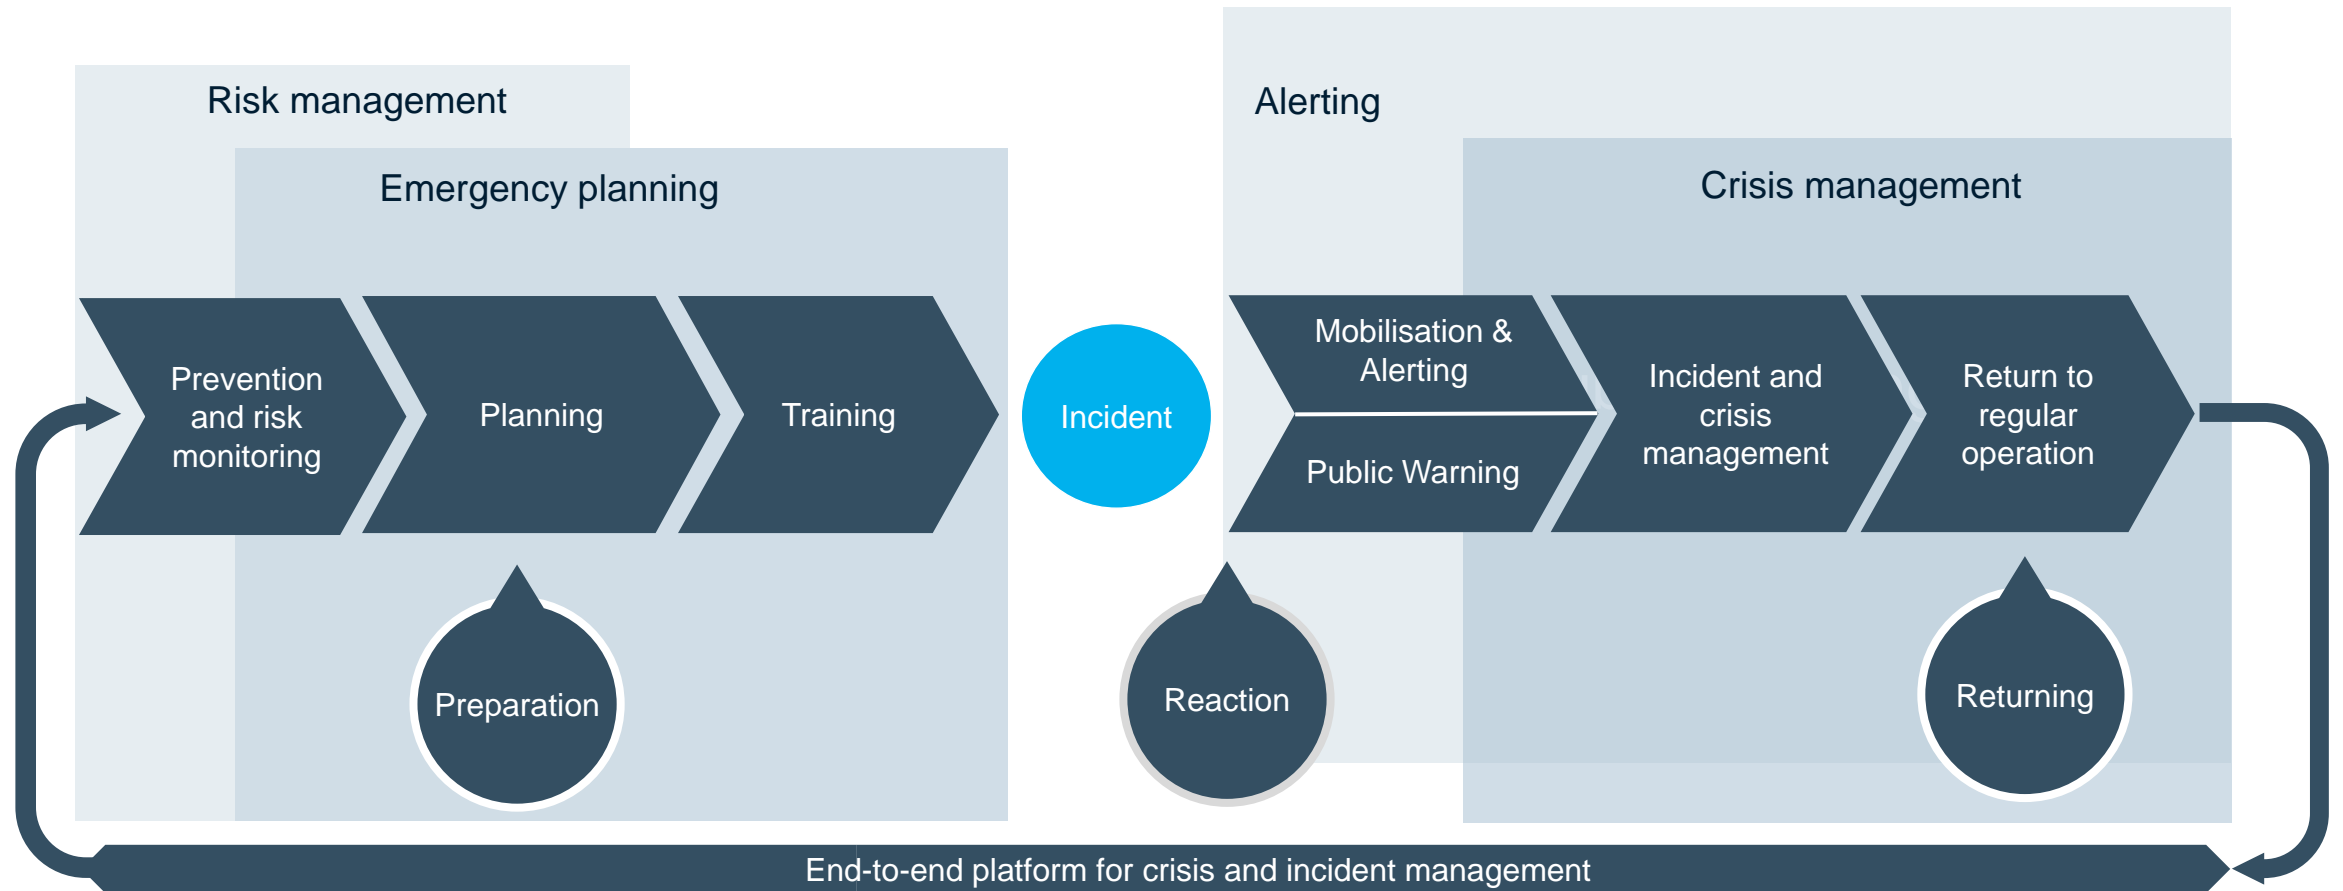 Risk management
Alerting
Emergency planning
Crisis management
Prevention
and risk
monitoring
Planning
Training
Incident
Mobilisation &
Alerting
Public Warning
Incident and
crisis
management
Return to
regular
operation
Preparation
Reaction
Returning
End-to-end platform for crisis and incident management